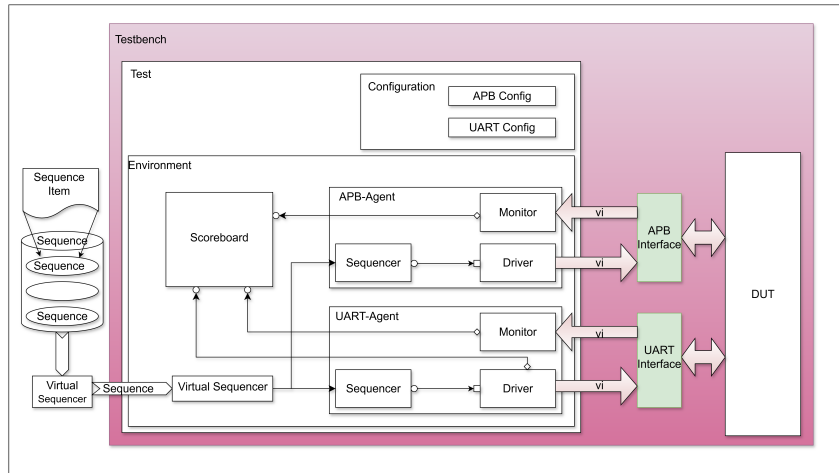 Testbench
Test
Configuration
APB Config
UART Config
Environment
Sequence
Item
Sequence
Sequence
Sequence
Virtual
Sequencer
Sequence
Virtual Sequencer
Scoreboard
APB-Agent
Monitor
Sequencer
Driver
UART-Agent
Monitor
Sequencer
Driver
vi
vi
vi
vi
APB
Interface
UART
Interface
DUT